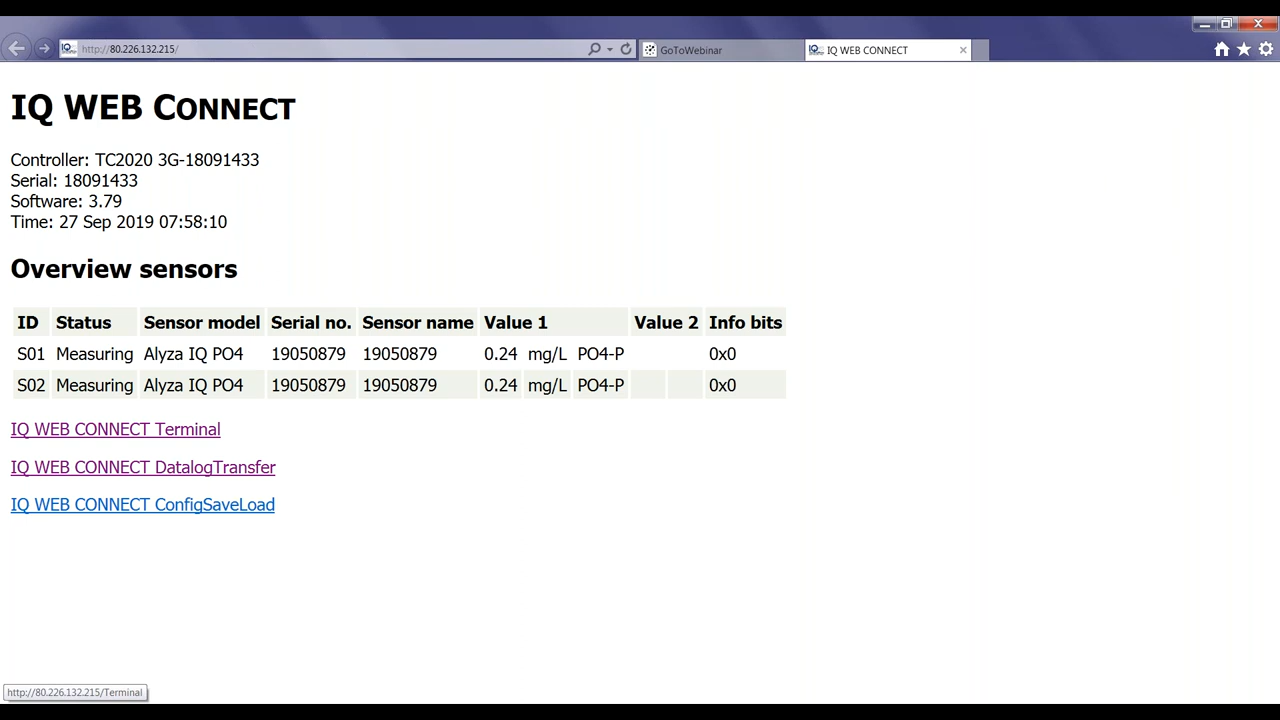 http://80.226.132.215/
GoToWebinar
IQ WEB CONNECT
IQ WEB CONNECT
Controller: TC2020 3G-18091433
Serial: 18091433
Software: 3.79
Time: 27 Sep 2019 07:58:10
Overview sensors
ID Status Sensor model Serial no. Sensor name Value 1 Value 2 Info bits
S01 Measuring Alyza IQ PO4 19050879 19050879 0.24 mg/L PO4-P 0x0
S02 Measuring Alyza IQ PO4 19050879 19050879 0.24 mg/L PO4-P 0x0
IQ WEB CONNECT Terminal
IQ WEB CONNECT DatalogTransfer
IQ WEB CONNECT ConfigSaveLoad
http://80.226.132.215/Terminal